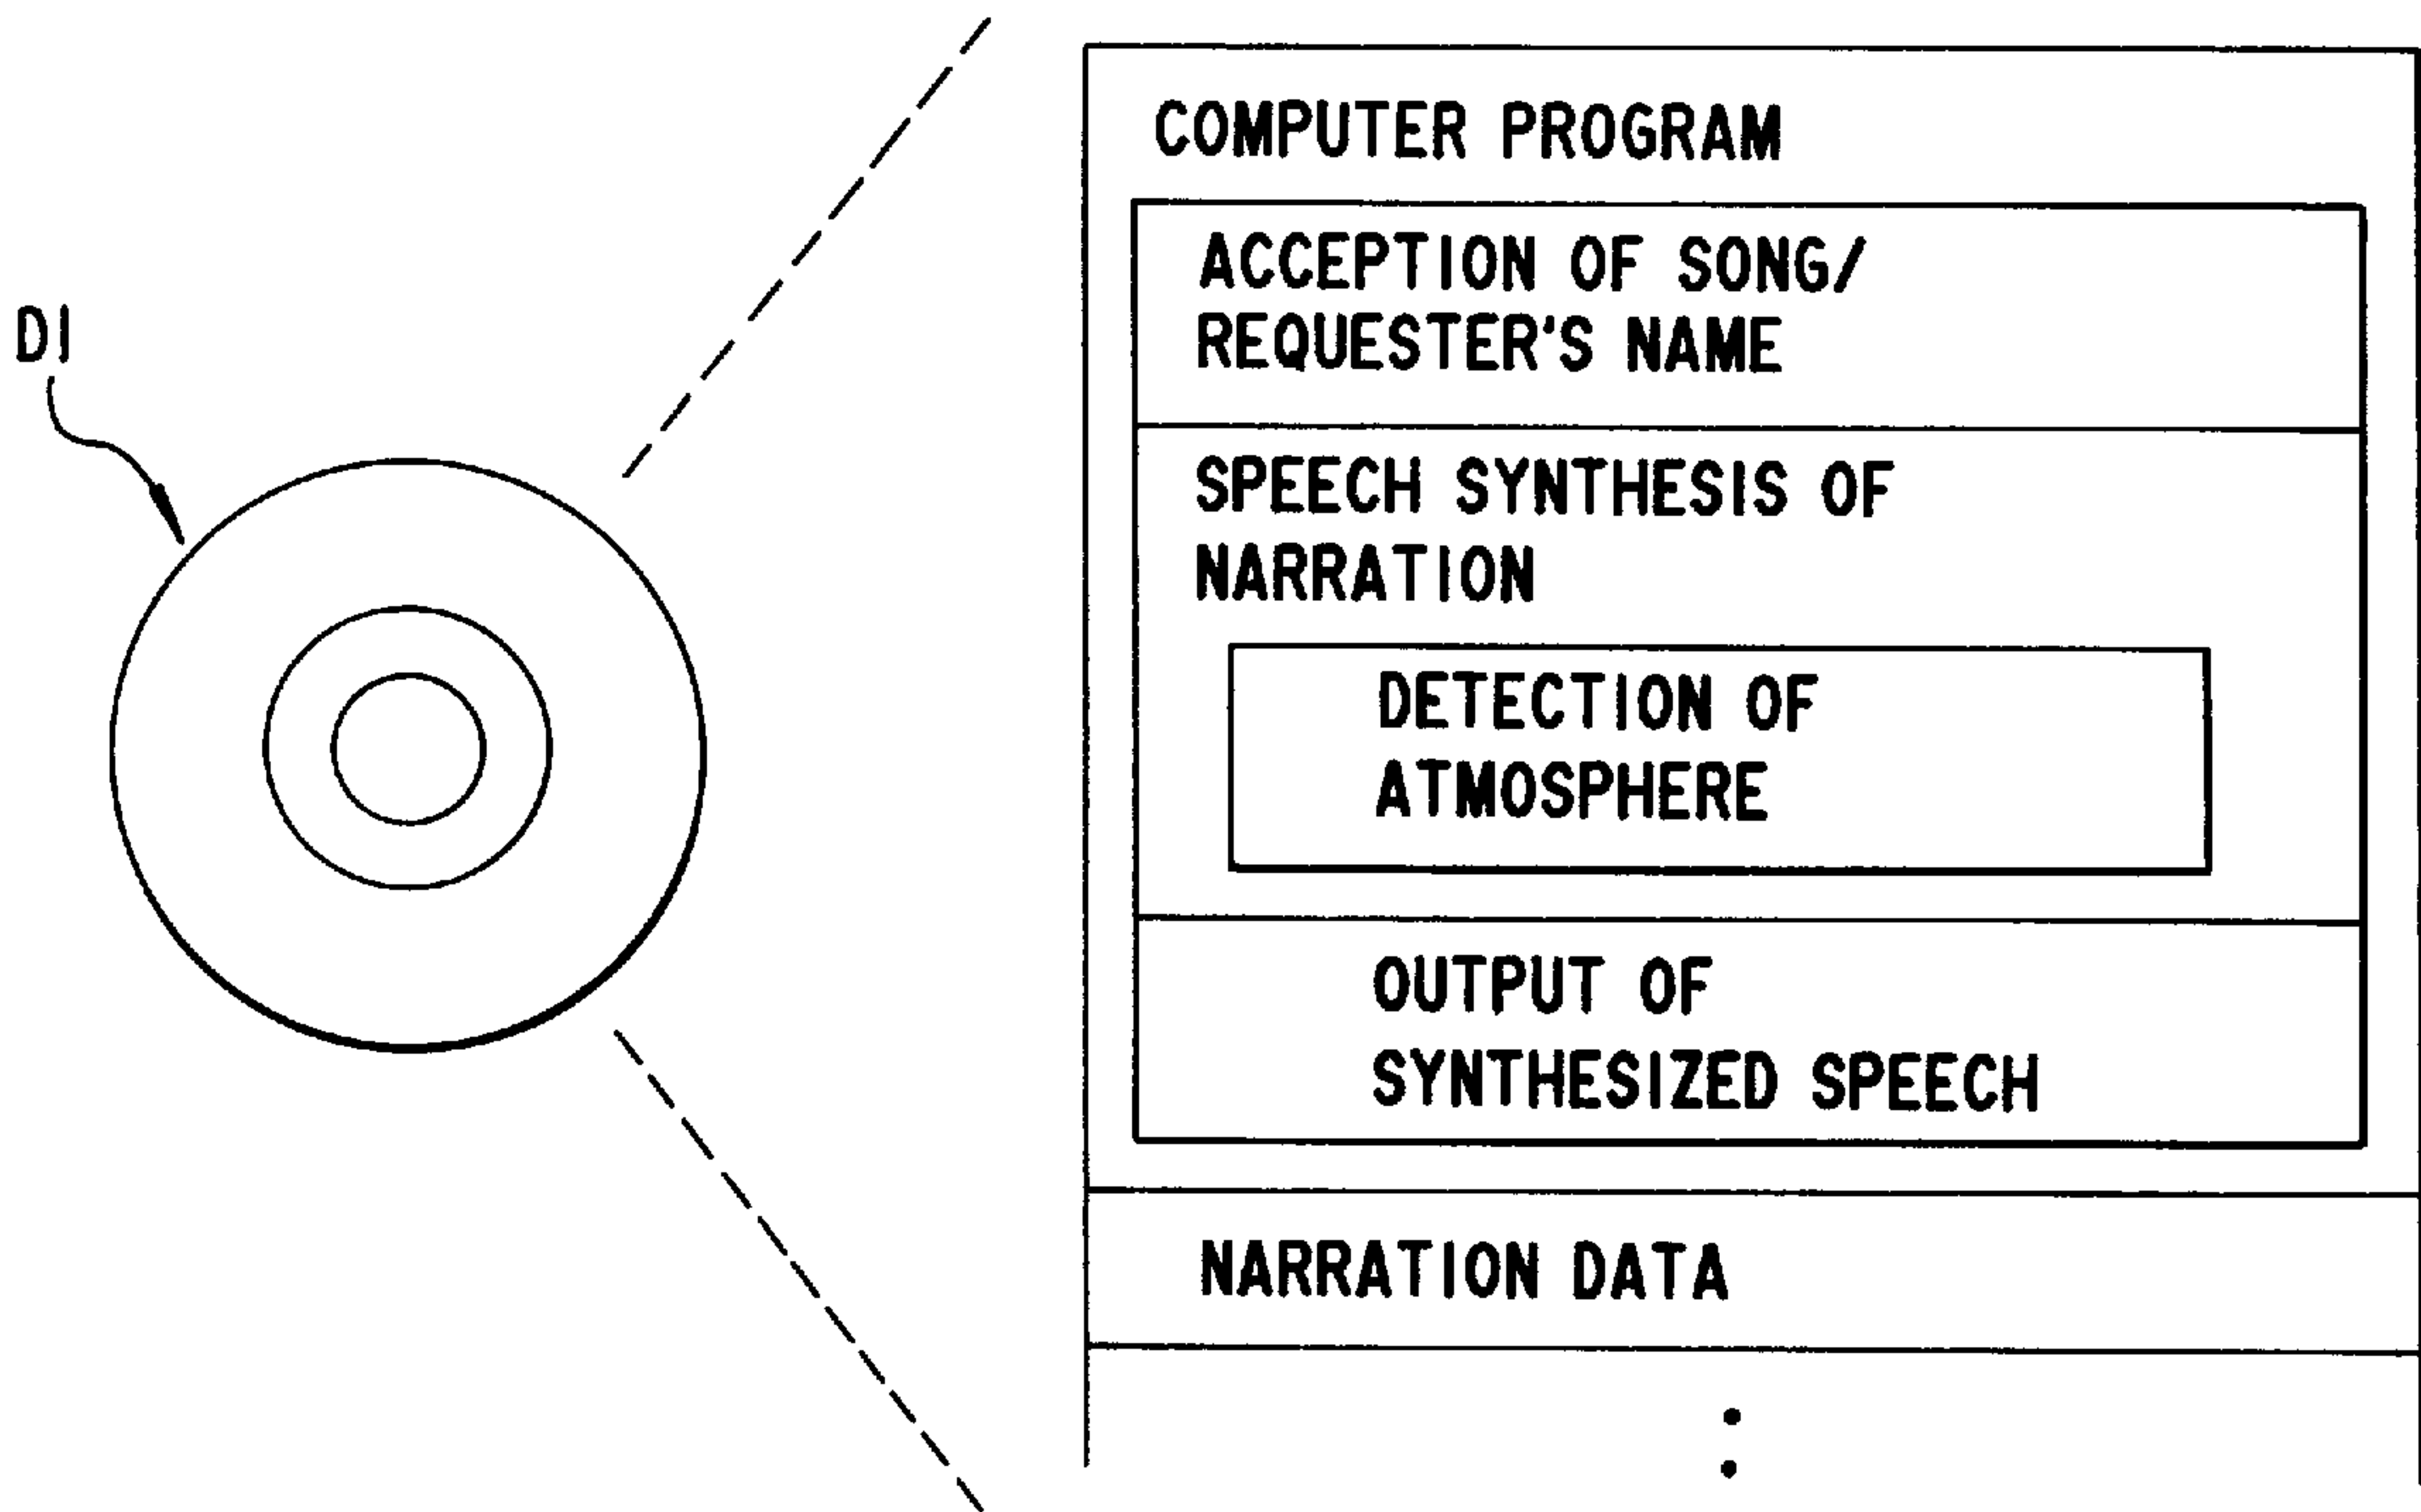 D1
COMPUTER PROGRAM
ACCEPTION OF SONG/
REQUESTER'S NAME
SPEECH SYNTHESIS OF
NARRATION
DETECTION OF
ATMOSPHERE
OUTPUT OF
SYNTHESIZED SPEECH
NARRATION DATA